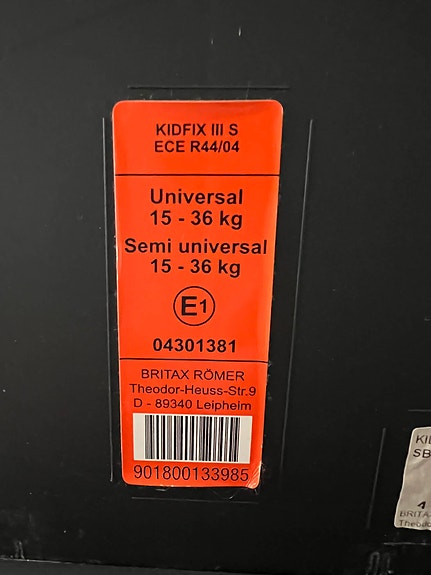 KIDFIX III S
ECE R44/04
Universal
15 - 36 kg
Semi universal
15 - 36 kg
E1
04301381
BRITAX RÖMER
Theodor-Heuss-Str.9
D - 89340 Leipheim
901800133985